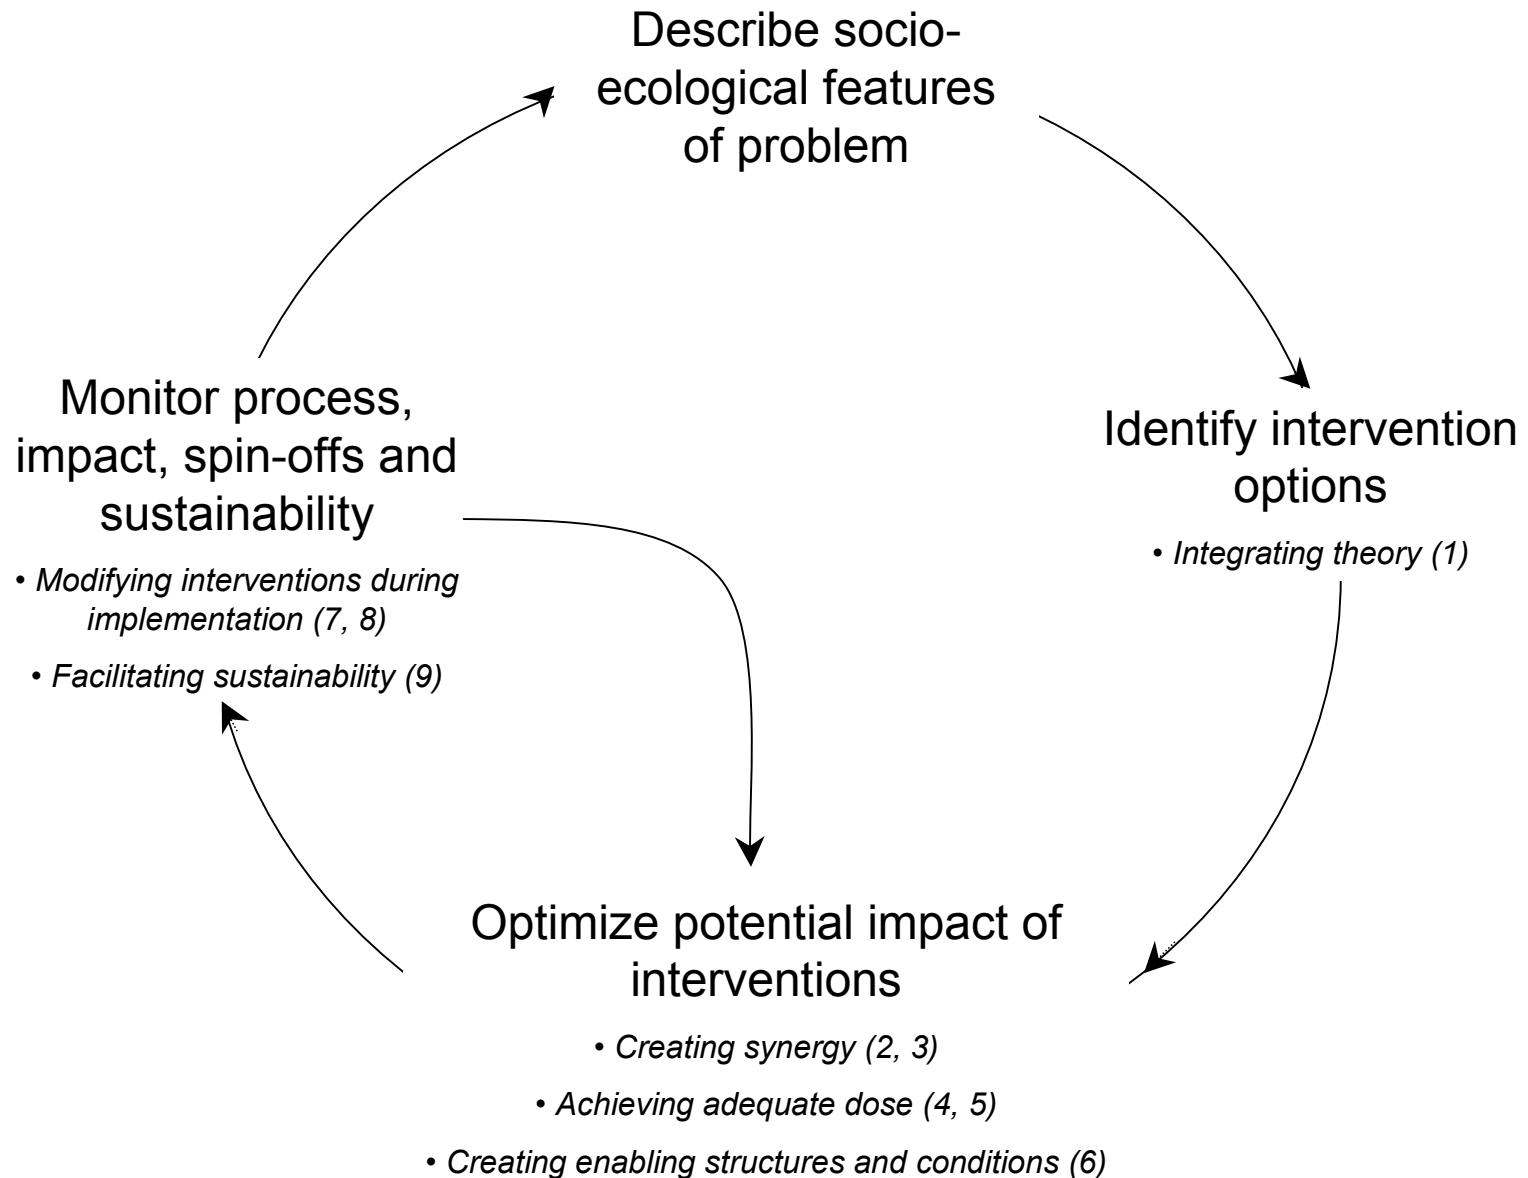 Describe socio-
ecological features
of problem
Identify intervention
options
• Integrating theory (1)
Optimize potential impact of
interventions
• Creating synergy (2, 3)
• Achieving adequate dose (4, 5)
• Creating enabling structures and conditions (6)
Monitor process,
impact, spin-offs and
sustainability
• Modifying interventions during
implementation (7, 8)
• Facilitating sustainability (9)